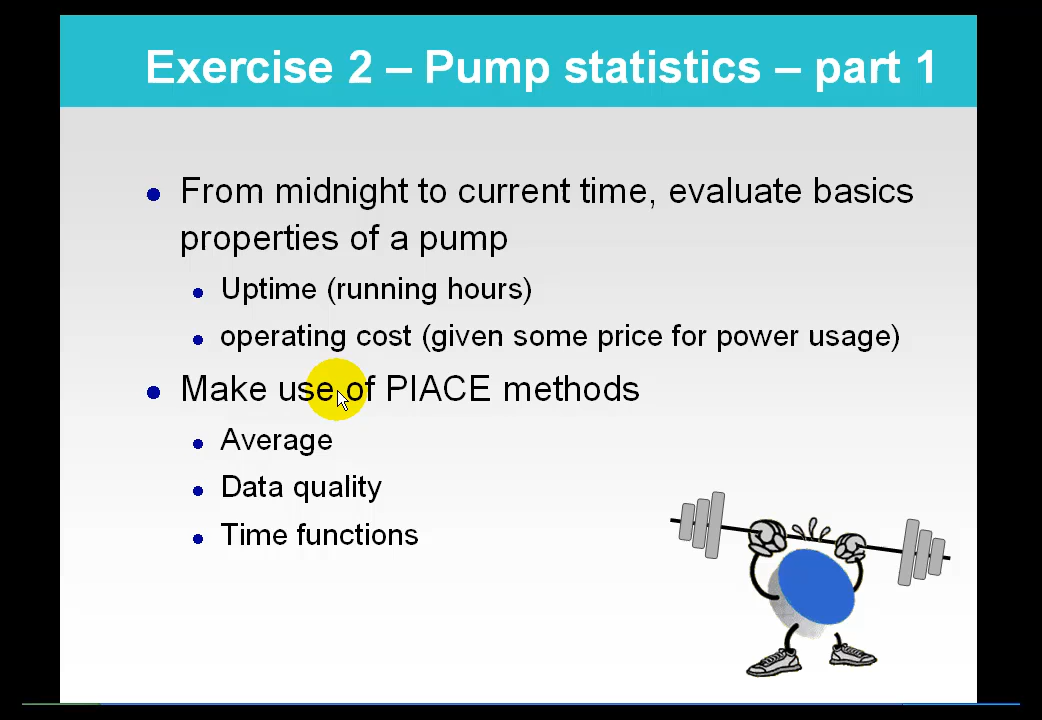 Exercise 2 – Pump statistics – part 1
From midnight to current time, evaluate basics
properties of a pump
Uptime (running hours)
operating cost (given some price for power usage)
Make use of PIACE methods
Average
Data quality
Time functions